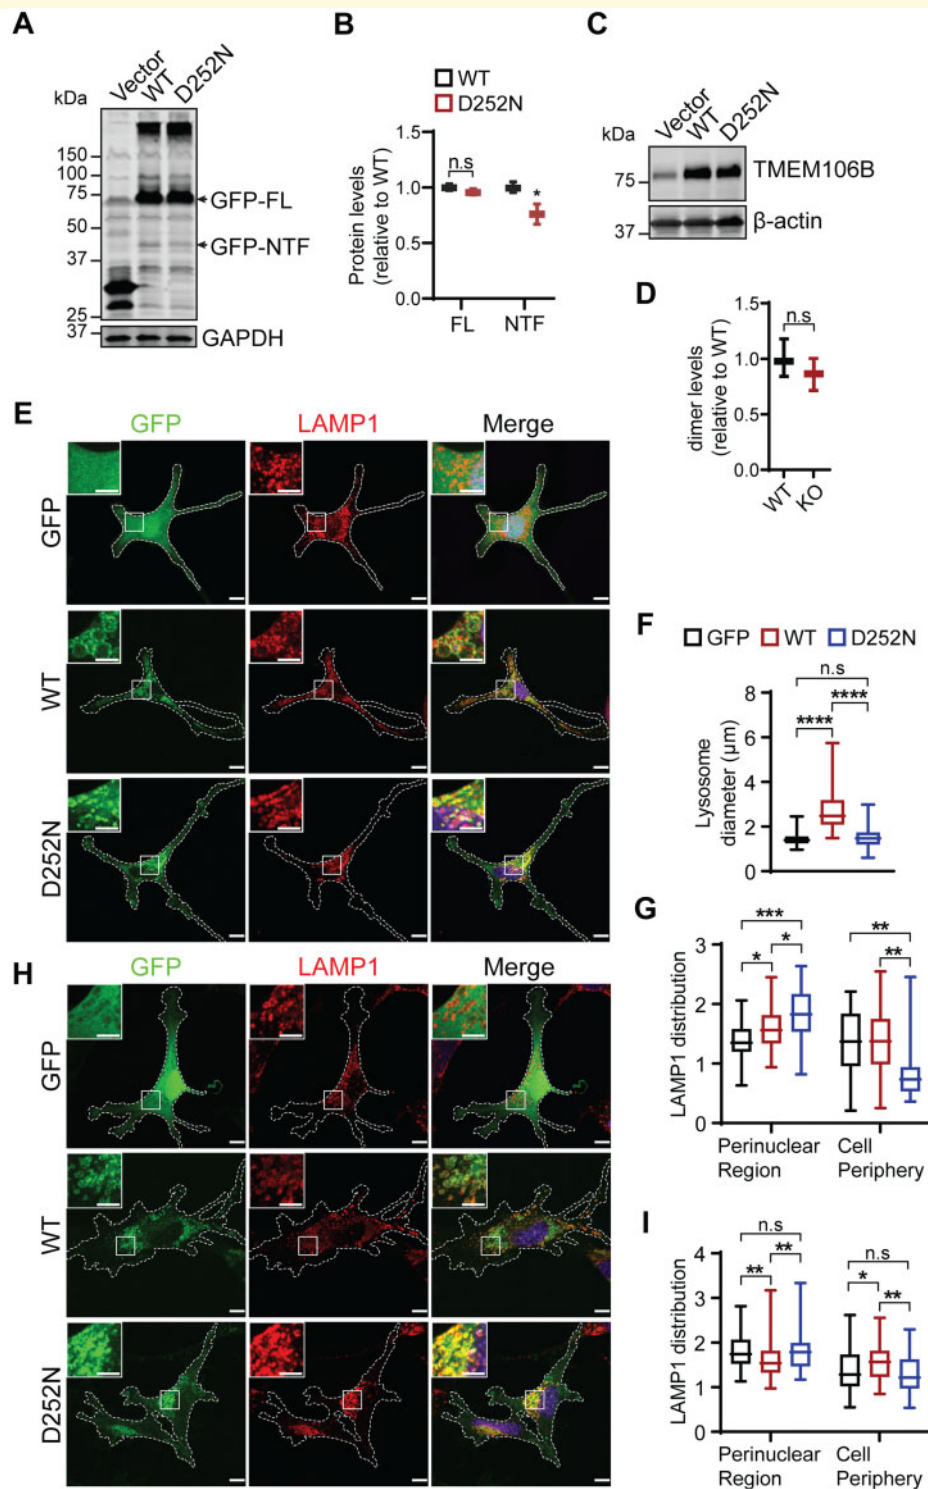 A
Vector
WT
D252N
kDa
150
100
75
50
37
25
37
GFP-FL
GFP-NTF
GAPDH
B
WT
D252N
Protein levels
(relative to WT)
1.5
1.0
0.5
0.0
n.s
*
FL
NTF
C
Vector
WT
D252N
kDa
75
37
TMEM106B
β-actin
D
dimer levels
(relative to WT)
1.5
1.0
0.5
0.0
n.s
WT
KO
E
GFP
LAMP1
Merge
GFP
WT
D252N
F
GFP
WT
D252N
Lysosome
diameter (μm)
8
6
4
2
0
n.s
****
****
G
LAMP1 distribution
3
2
1
0
***
*
*
**
**
Perinuclear
Region
Cell
Periphery
H
GFP
LAMP1
Merge
GFP
WT
D252N
I
LAMP1 distribution
4
3
2
1
0
n.s
**
**
n.s
*
**
Perinuclear
Region
Cell
Periphery